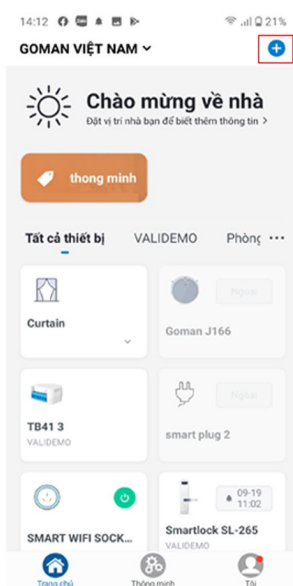 14:12 21%
GOMAN VIỆT NAM
Chào mừng về nhà
Đặt vị trí nhà bạn để biết thêm thông tin >
thong minh
Tất cả thiết bị VALIDEMO Phòng ...
Curtain
Ngoại
Goman J166
TB41 3
VALIDEMO
Ngoại
smart plug 2
SMART WIFI SOCK...
09-19
11:02
Smartlock SL-265
VALIDEMO
Trang chủ Thông minh Tôi